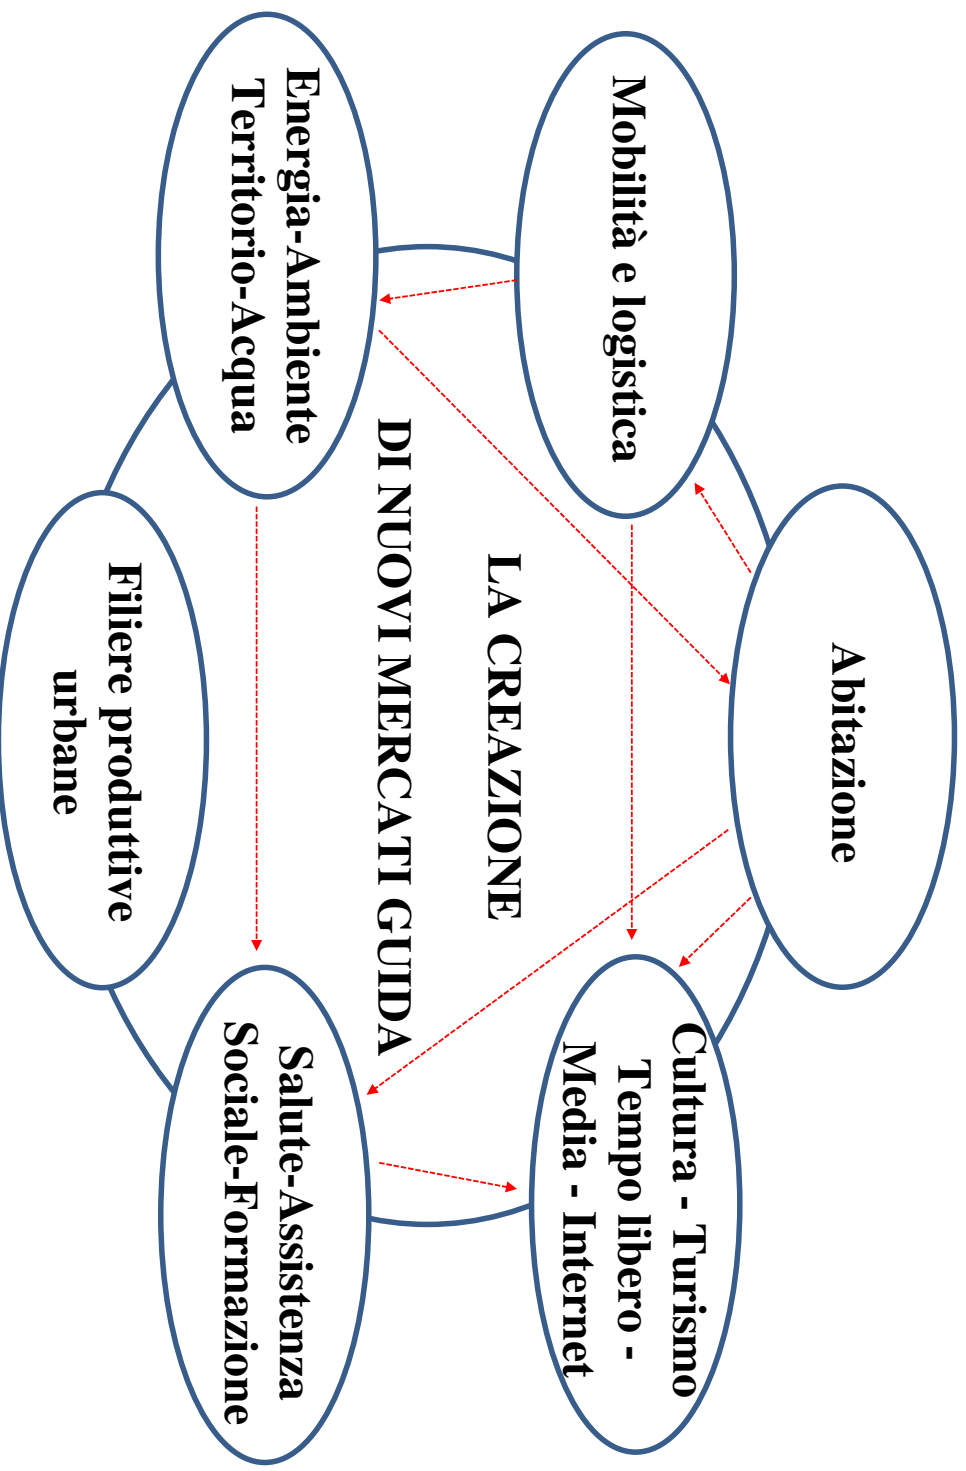 Abitazione
Mobilità e logistica
Cultura - Turismo
Tempo libero -
Media - Internet
LA CREAZIONE
DI NUOVI MERCATI GUIDA
Energia-Ambiente
Territorio-Acqua
Salute-Assistenza
Sociale-Formazione
Filiere produttive
urbane